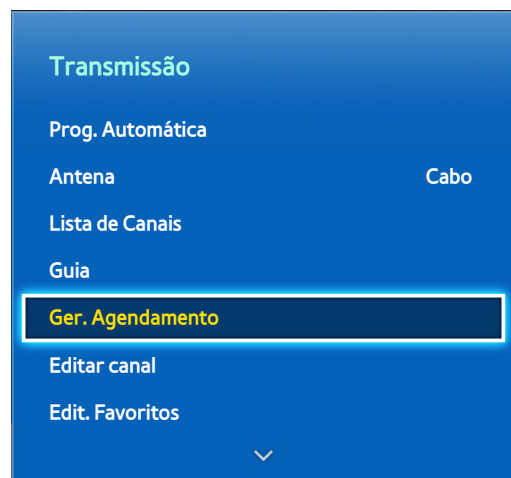 Transmissão
Prog. Automática
Antena Cabo
Lista de Canais
Guia
Ger. Agendamento
Editar canal
Edit. Favoritos